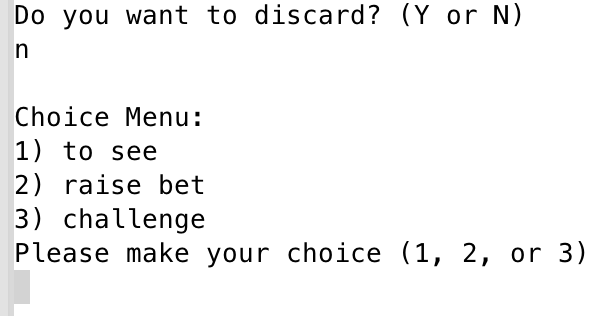 Do you want to discard? (Y or N)
n
Choice Menu:
1) to see
2) raise bet
3) challenge
Please make your choice (1, 2, or 3)